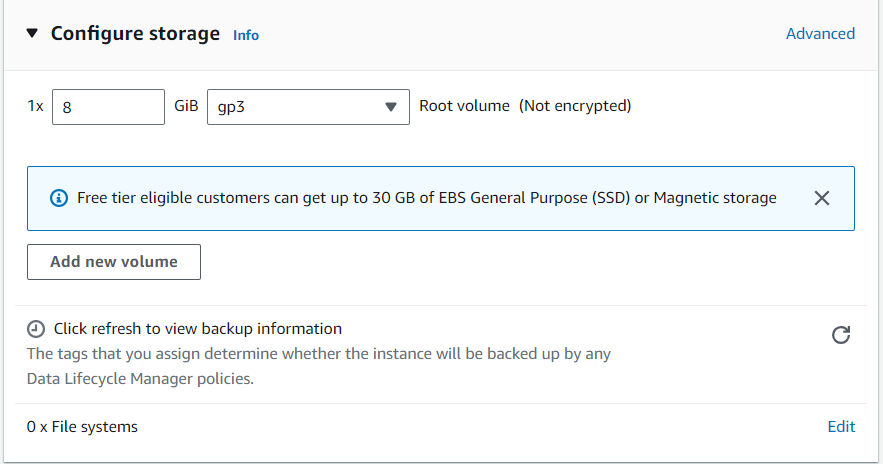 Configure storage Info Advanced
1x 8 GiB gp3 Root volume (Not encrypted)
Free tier eligible customers can get up to 30 GB of EBS General Purpose (SSD) or Magnetic storage
Add new volume
Click refresh to view backup information
The tags that you assign determine whether the instance will be backed up by any
Data Lifecycle Manager policies.
0 x File systems Edit